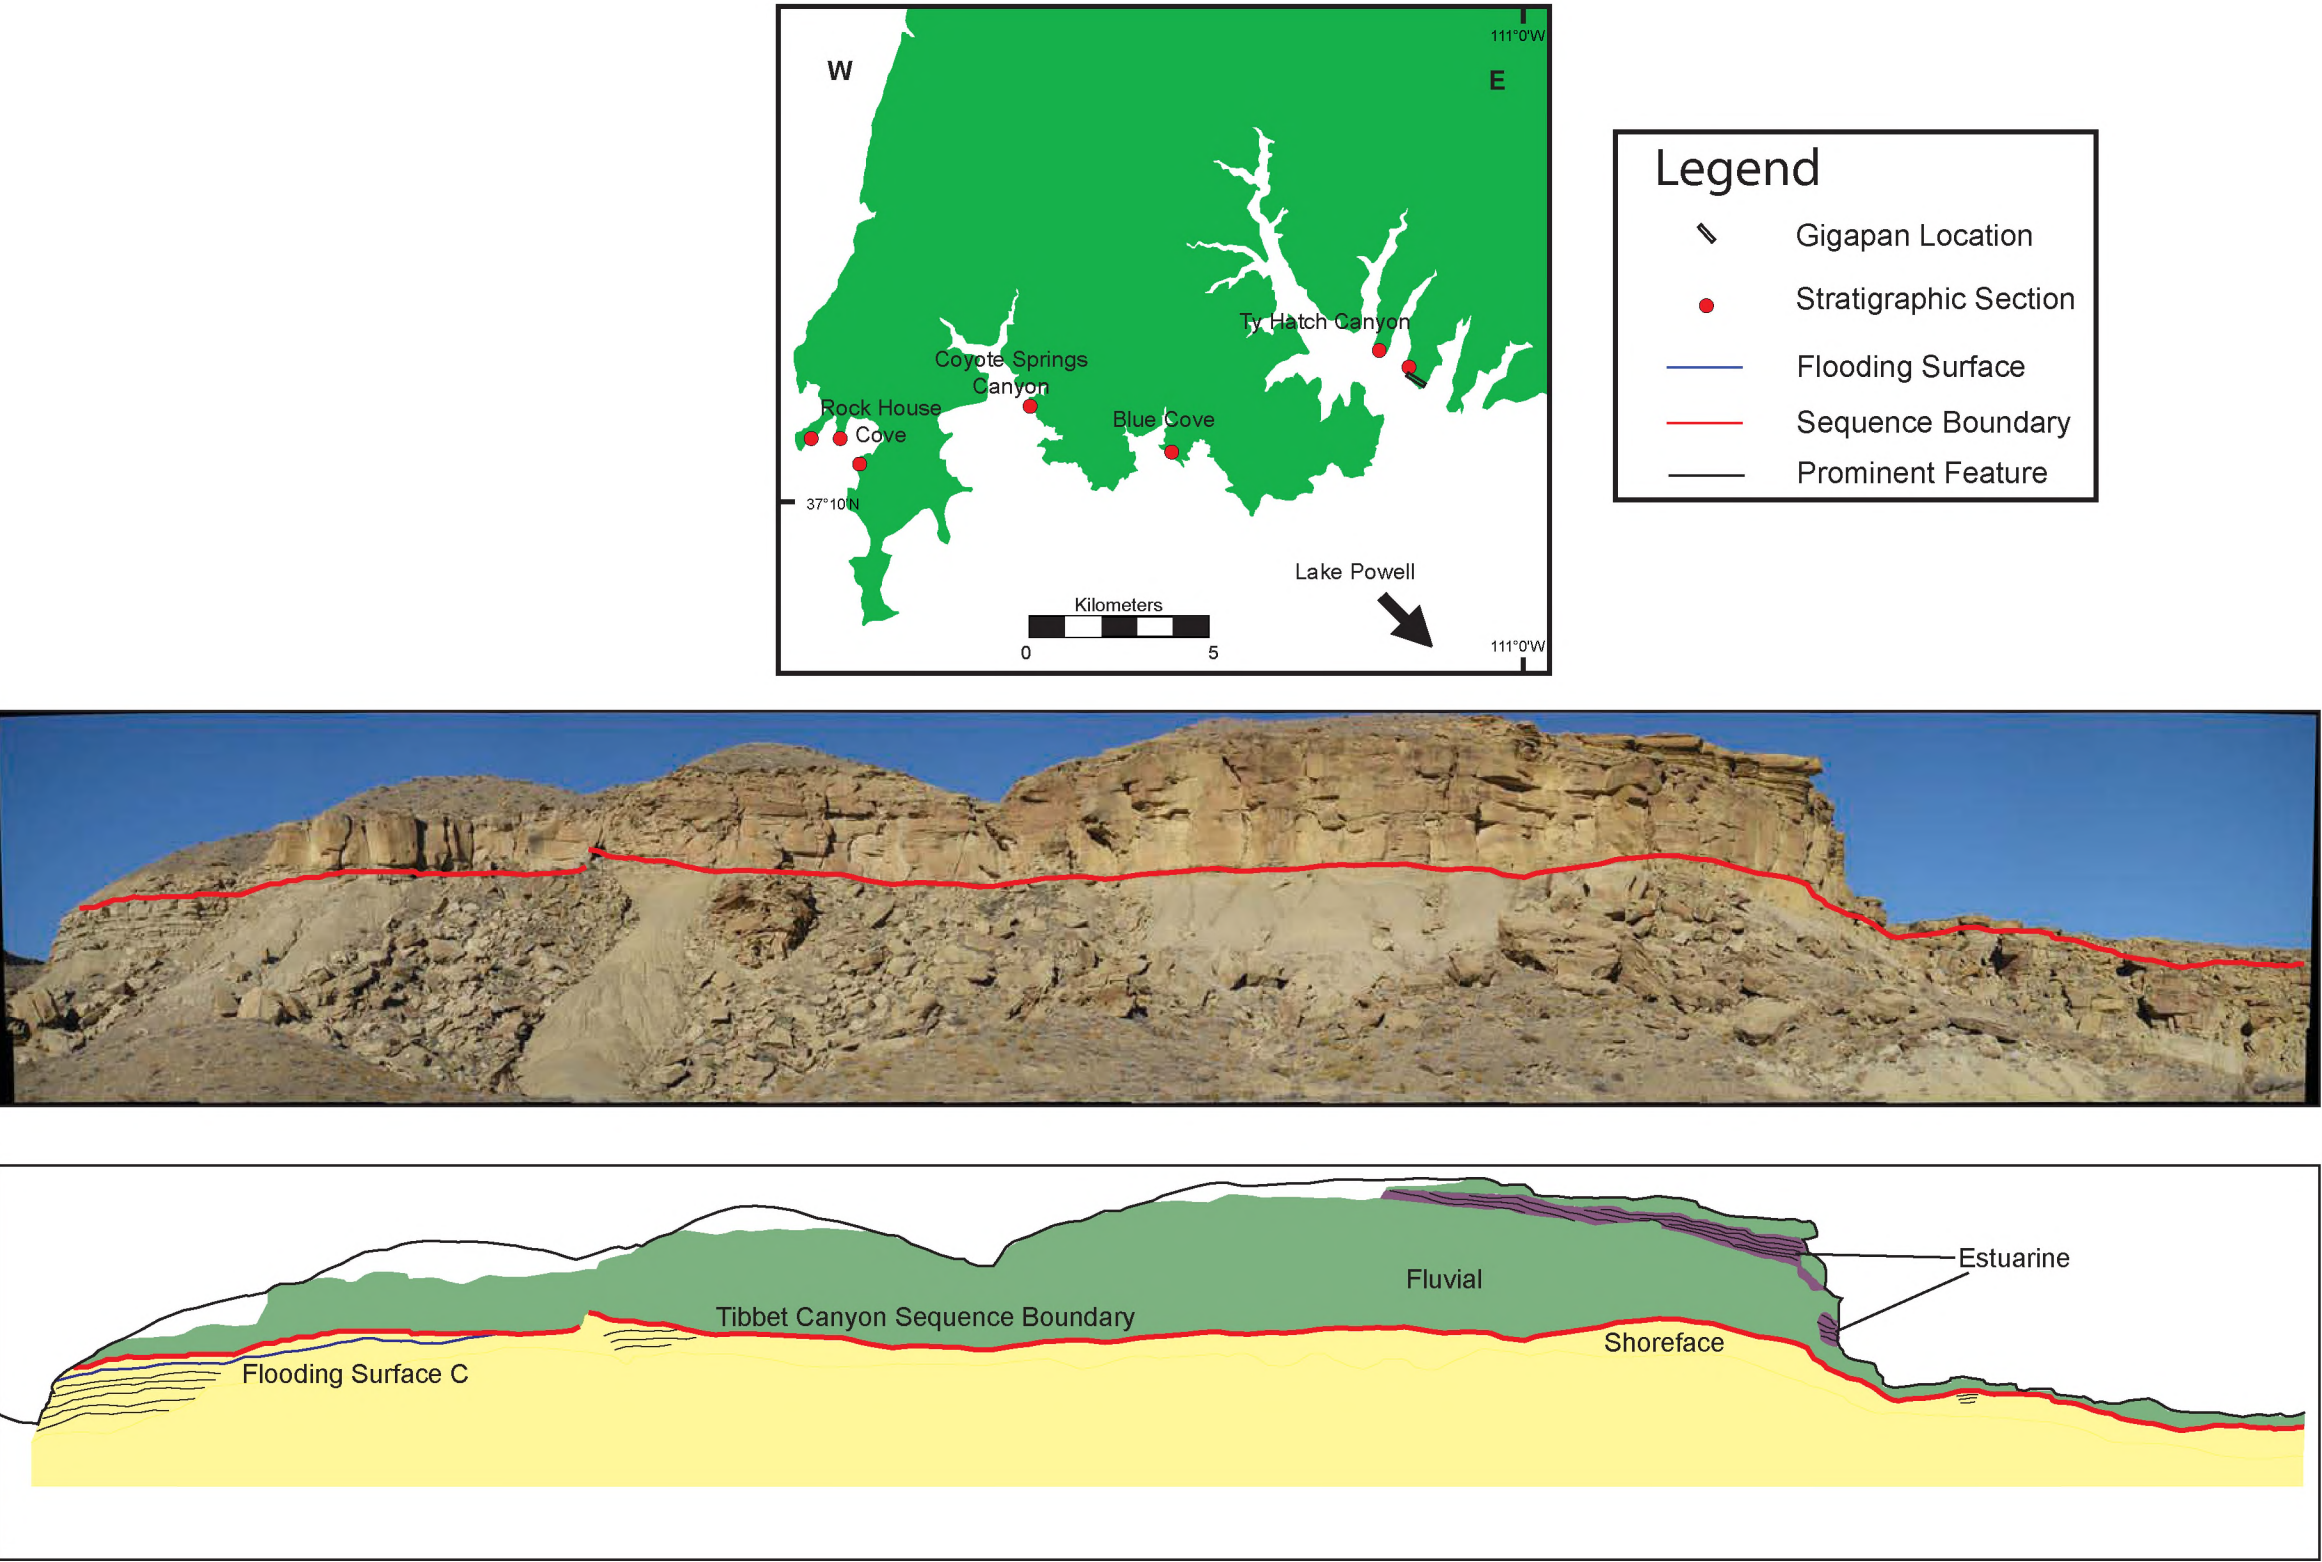 W
E
111°0'W
Ty Hatch Canyon
Coyote Springs
Canyon
Rock House
Cove
Blue Cove
37°10'N
Lake Powell
Kilometers
0 5
111°0'W
Legend
Gigapan Location
Stratigraphic Section
Flooding Surface
Sequence Boundary
Prominent Feature
Estuarine
Fluvial
Tibbet Canyon Sequence Boundary
Shoreface
Flooding Surface C